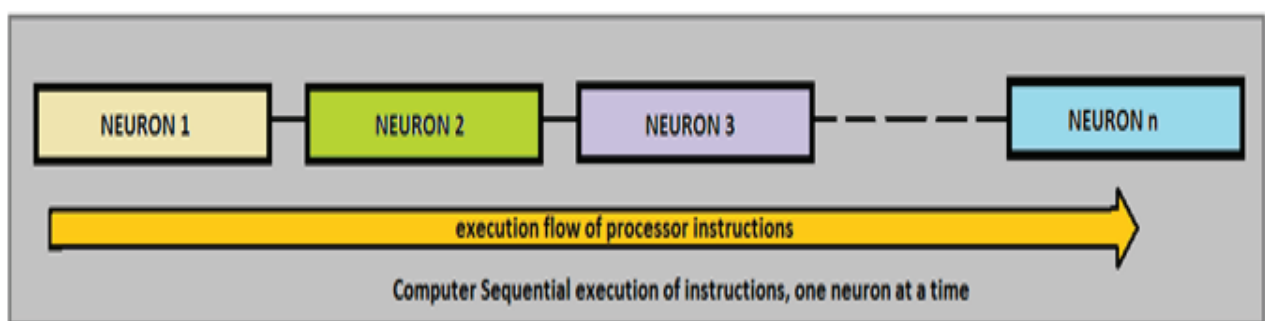 NEURON 1
NEURON 2
NEURON 3
NEURON n
execution flow of processor instructions
Computer Sequential execution of instructions, one neuron at a time